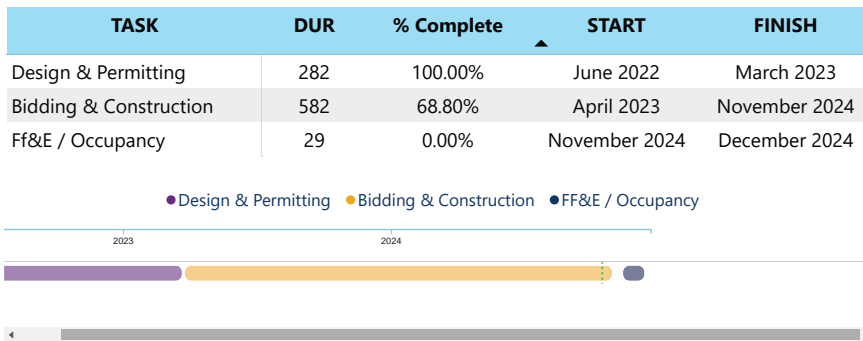 TASK DUR % Complete START FINISH
Design & Permitting 282 100.00% June 2022 March 2023
Bidding & Construction 582 68.80% April 2023 November 2024
Ff&E / Occupancy 29 0.00% November 2024 December 2024
Design & Permitting Bidding & Construction FF&E / Occupancy
2023 2024